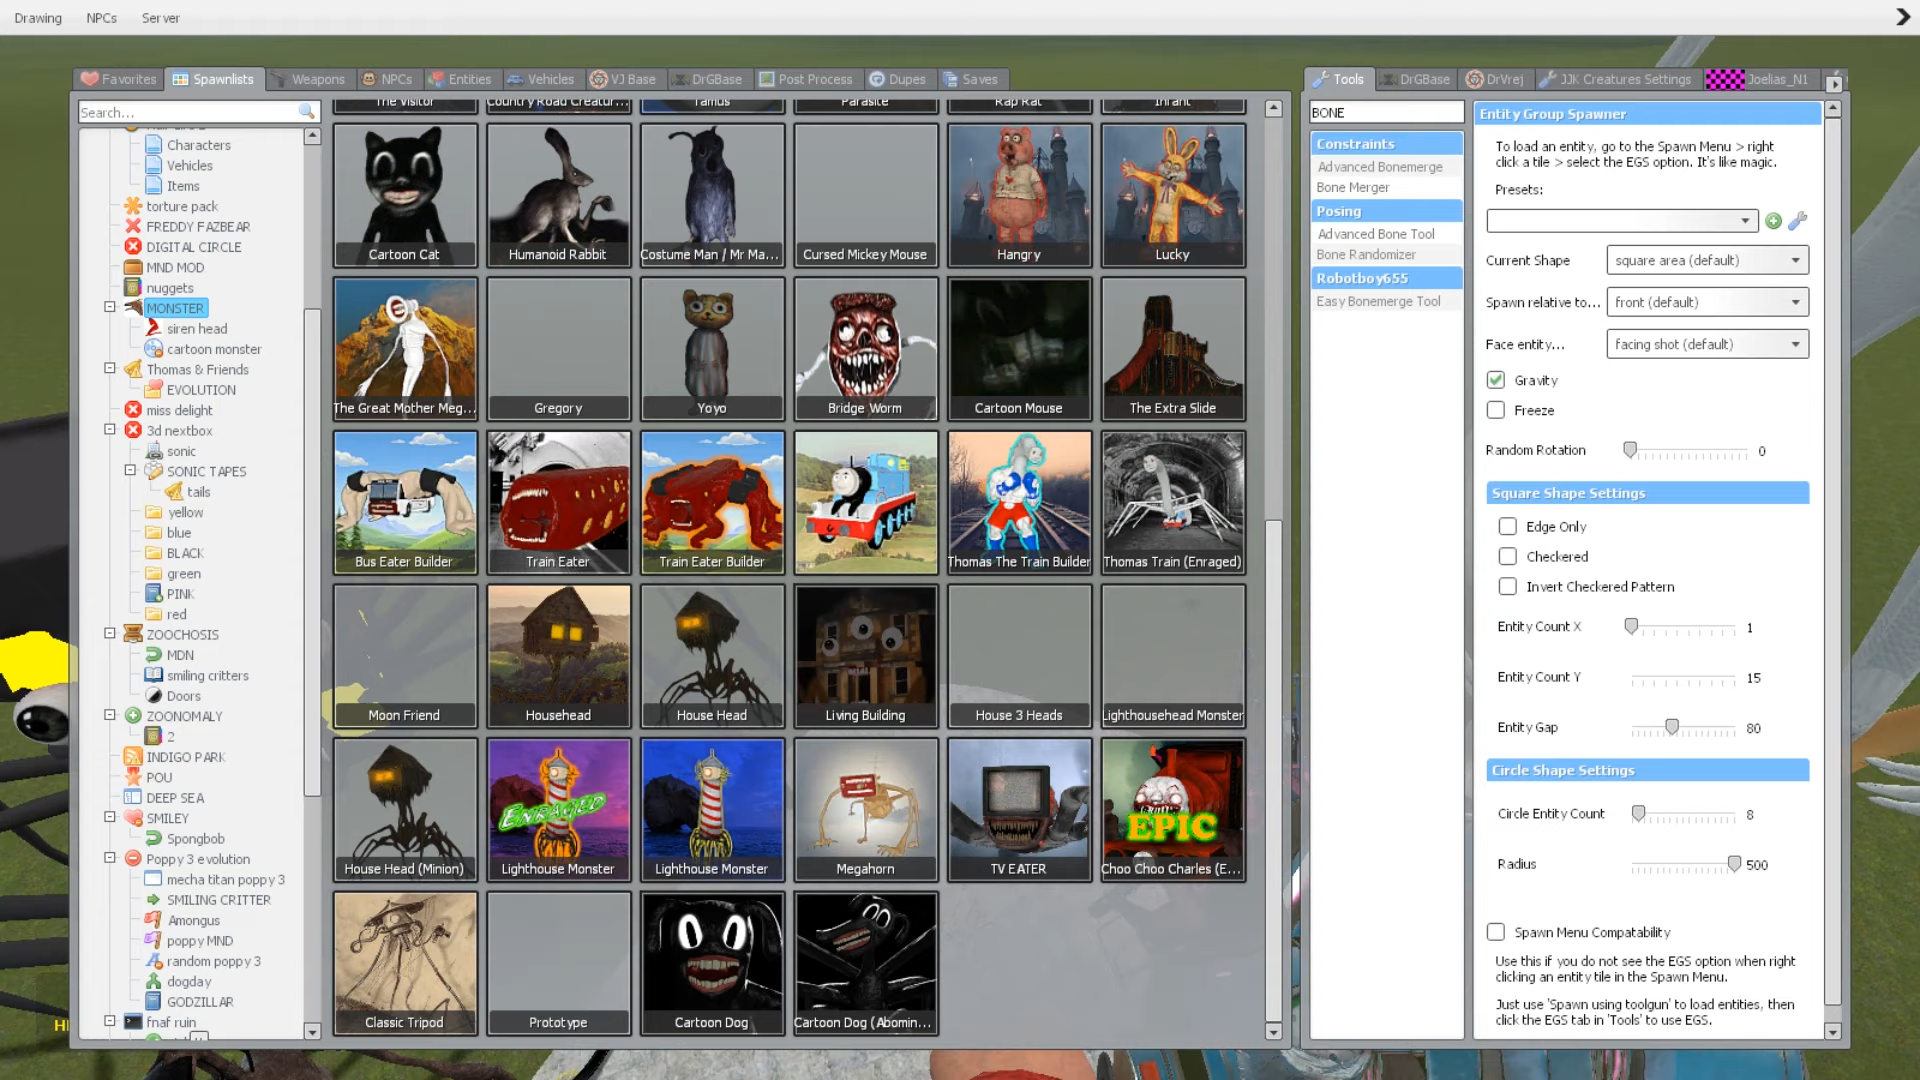 Drawing NPCs Server
Favorites Spawnlists Weapons NPCs Entities Vehicles VJ Base DrGBase Post Process Dupes Saves
Search...
Characters
Vehicles
Items
torture pack
FREDDY FAZBEAR
DIGITAL CIRCLE
MND MOD
nuggets
MONSTER
siren head
cartoon monster
Thomas & Friends
EVOLUTION
miss delight
3d nextbox
sonic
SONIC TAPES
tails
yellow
blue
BLACK
green
PINK
red
ZOOCHOSIS
MDN
smiling critters
Doors
ZOONOMALY
2
INDIGO PARK
POU
DEEP SEA
SMILEY
Spongbob
Poppy 3 evolution
mecha titan poppy 3
SMILING CRITTER
Amongus
poppy MND
random poppy 3
dogday
GODZILLAR
fnaf ruin
The Visitor Country Road Creatur... Tamus Parasite Rap Rat Infant
Cartoon Cat Humanoid Rabbit Costume Man / Mr Ma... Cursed Mickey Mouse Hangry Lucky
The Great Mother Meg... Gregory Yoyo Bridge Worm Cartoon Mouse The Extra Slide
Bus Eater Builder Train Eater Train Eater Builder Thomas The Train Builder Thomas Train (Enraged)
Moon Friend Househead House Head Living Building House 3 Heads Lighthousehead Monster
ENRAGED
EPIC
House Head (Minion) Lighthouse Monster Lighthouse Monster Megahorn TV EATER Choo Choo Charles (E...
Classic Tripod Prototype Cartoon Dog Cartoon Dog (Abomin...
Tools DrGBase DrVrej JJK Creatures Settings Joelias_N1
BONE
Constraints
Advanced Bonemerge
Bone Merger
Posing
Advanced Bone Tool
Bone Randomizer
Robotboy655
Easy Bonemerge Tool
Entity Group Spawner
To load an entity, go to the Spawn Menu > right
click a tile > select the EGS option. It's like magic.
Presets:
Current Shape square area (default)
Spawn relative to... front (default)
Face entity... facing shot (default)
Gravity
Freeze
Random Rotation 0
Square Shape Settings
Edge Only
Checkered
Invert Checkered Pattern
Entity Count X 1
Entity Count Y 15
Entity Gap 80
Circle Shape Settings
Circle Entity Count 8
Radius 500
Spawn Menu Compatability
Use this if you do not see the EGS option when right
clicking an entity tile in the Spawn Menu.
Just use 'Spawn using toolgun' to load entities, then
click the EGS tab in 'Tools' to use EGS.